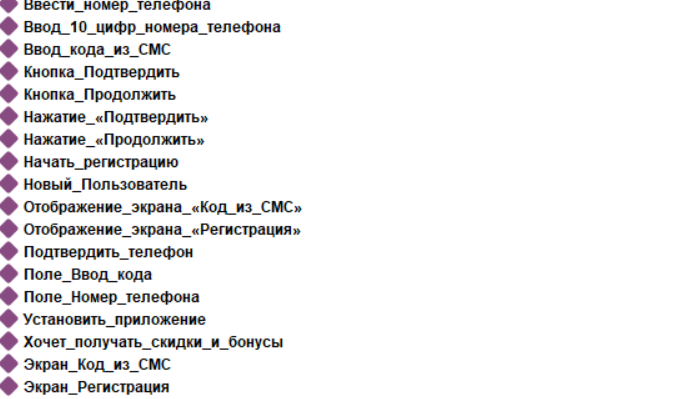 Ввести_номер_телефона
Ввод_10_цифр_номера_телефона
Ввод_кода_из_СМС
Кнопка_Подтвердить
Кнопка_Продолжить
Нажатие_«Подтвердить»
Нажатие_«Продолжить»
Начать_регистрацию
Новый_Пользователь
Отображение_экрана_«Код_из_СМС»
Отображение_экрана_«Регистрация»
Подтвердить_телефон
Поле_Ввод_кода
Поле_Номер_телефона
Установить_приложение
Хочет_получать_скидки_и_бонусы
Экран_Код_из_СМС
Экран_Регистрация